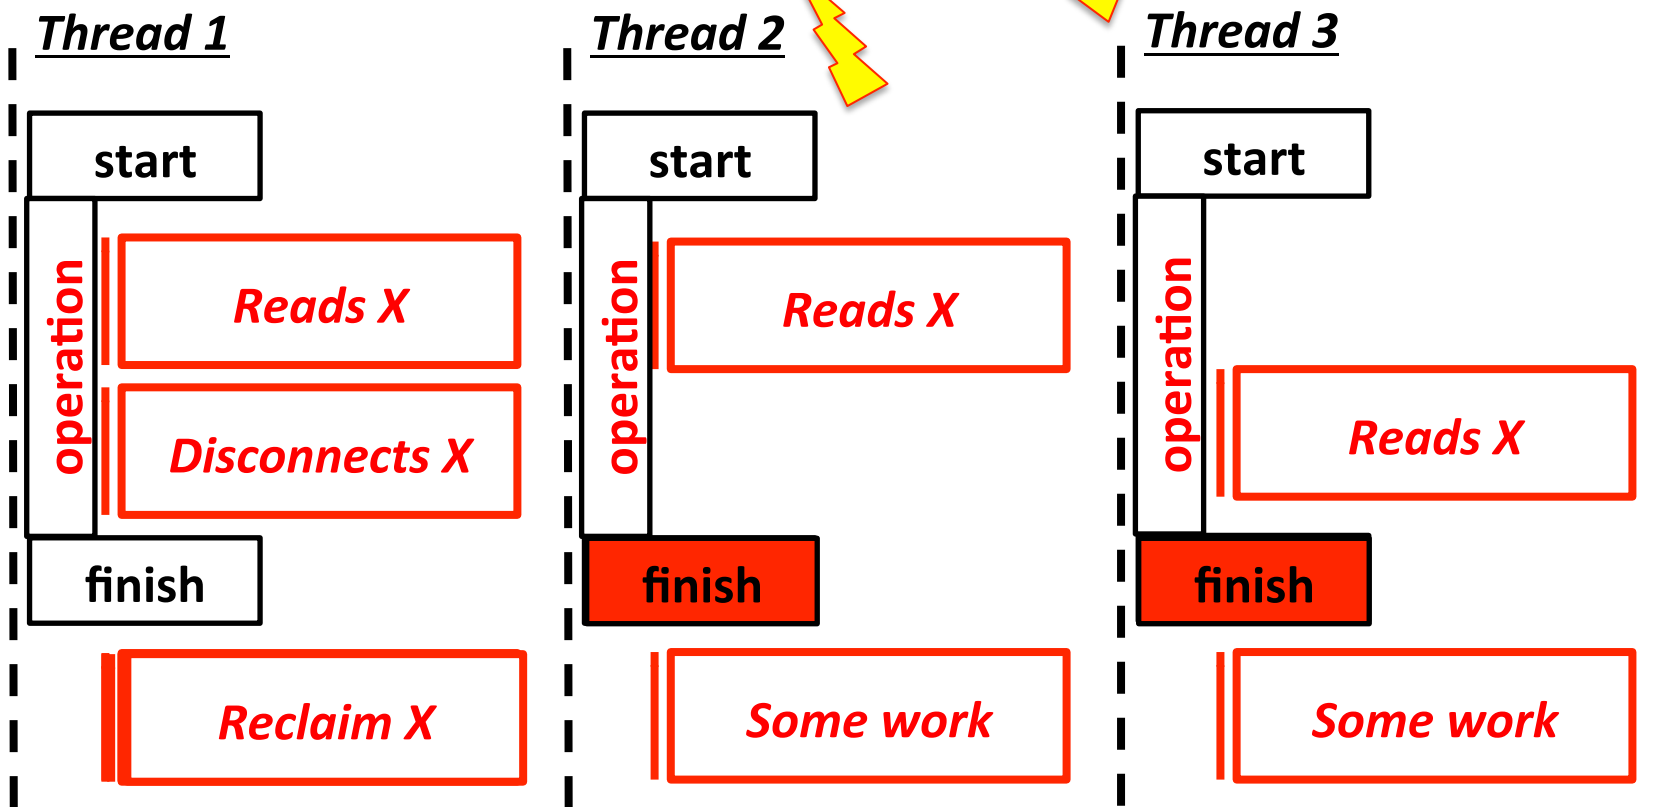 Thread 1
start
operation
Reads X
Disconnects X
finish
Reclaim X
Thread 2
start
operation
Reads X
finish
Some work
Thread 3
start
operation
Reads X
finish
Some work